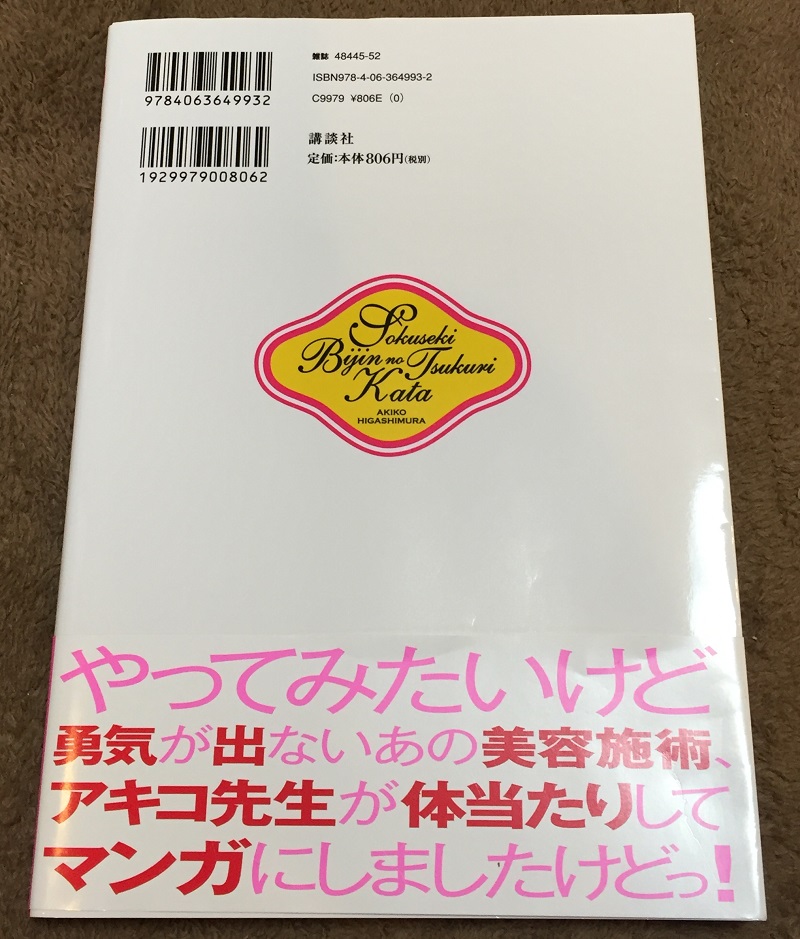 9784063649932
1929979008062
雑誌 48445-52
ISBN978-4-06-364993-2
C9979 ¥806E (0)
講談社
定価:本体806円(税別)
Sokuseki
Bijin no Tsukuri
Kata
AKIKO
HIGASHIMURA
やってみたいけど
勇気が出ないあの美容施術、
アキコ先生が体当たりして
マンガにしましたけどっ!